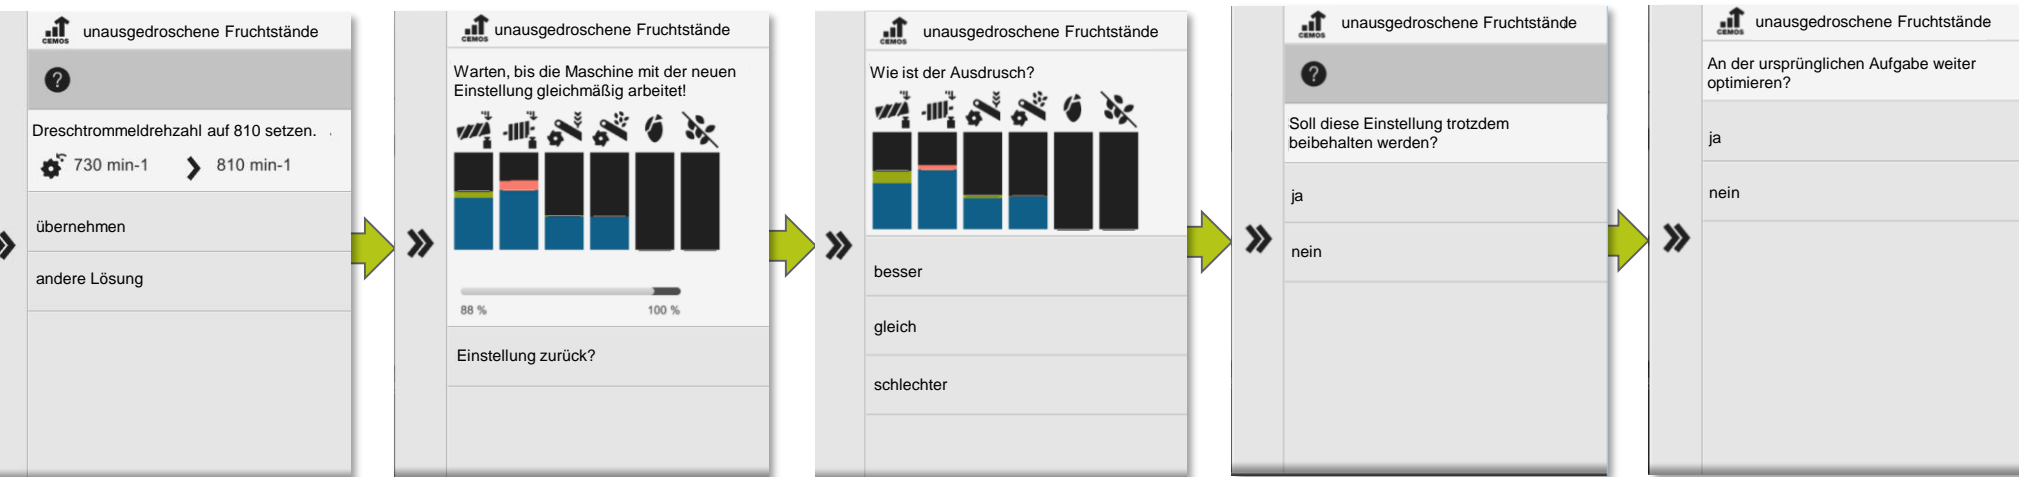 CEMOS
unausgedroschene Fruchtstände
Dreschtrommeldrehzahl auf 810 setzen.
730 min-1
810 min-1
übernehmen
andere Lösung
CEMOS
unausgedroschene Fruchtstände
Warten, bis die Maschine mit der neuen
Einstellung gleichmäßig arbeitet!
88 %
100 %
Einstellung zurück?
CEMOS
unausgedroschene Fruchtstände
Wie ist der Ausdrusch?
besser
gleich
schlechter
CEMOS
unausgedroschene Fruchtstände
Soll diese Einstellung trotzdem
beibehalten werden?
ja
nein
CEMOS
unausgedroschene Fruchtstände
An der ursprünglichen Aufgabe weiter
optimieren?
ja
nein